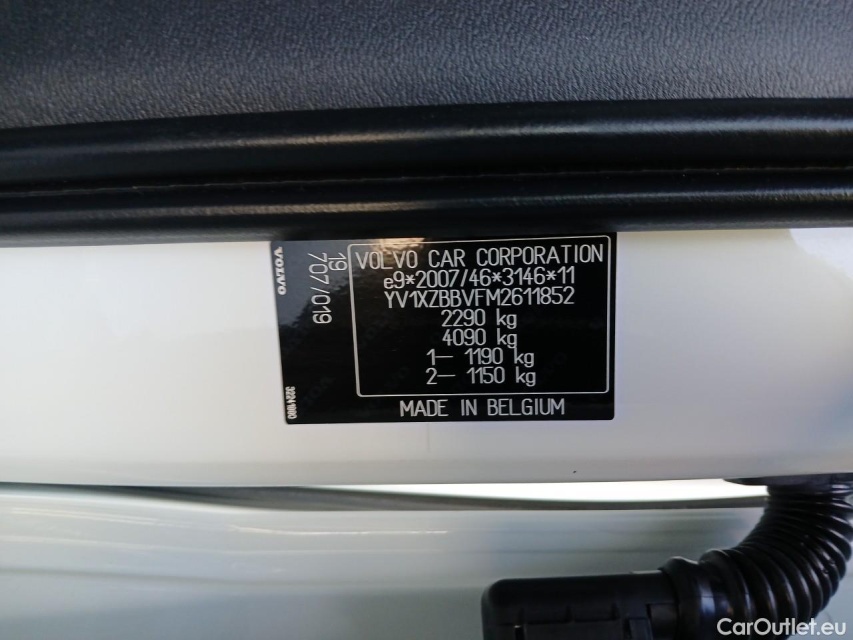 VOLVO
19
707/019
32241980
VOLVO CAR CORPORATION
e9*2007/46*3146*11
YV1XZBBVFM2611852
2290 kg
4090 kg
1– 1190 kg
2– 1150 kg
MADE IN BELGIUM
CarOutlet.eu